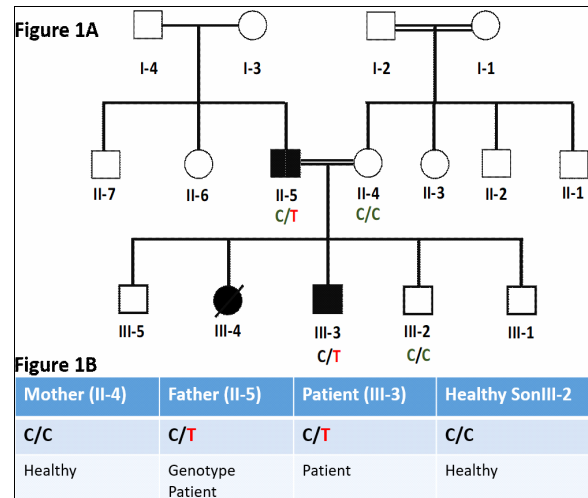 Figure 1A
I-4 I-3 I-2 I-1
II-7 II-6 II-5 II-4 II-3 II-2 II-1
C/T C/C
III-5 III-4 III-3 III-2 III-1
C/T C/C
Figure 1B
Mother (II-4) Father (II-5) Patient (III-3) Healthy SonIII-2
C/C C/T C/T C/C
Healthy Genotype Patient Healthy
Patient